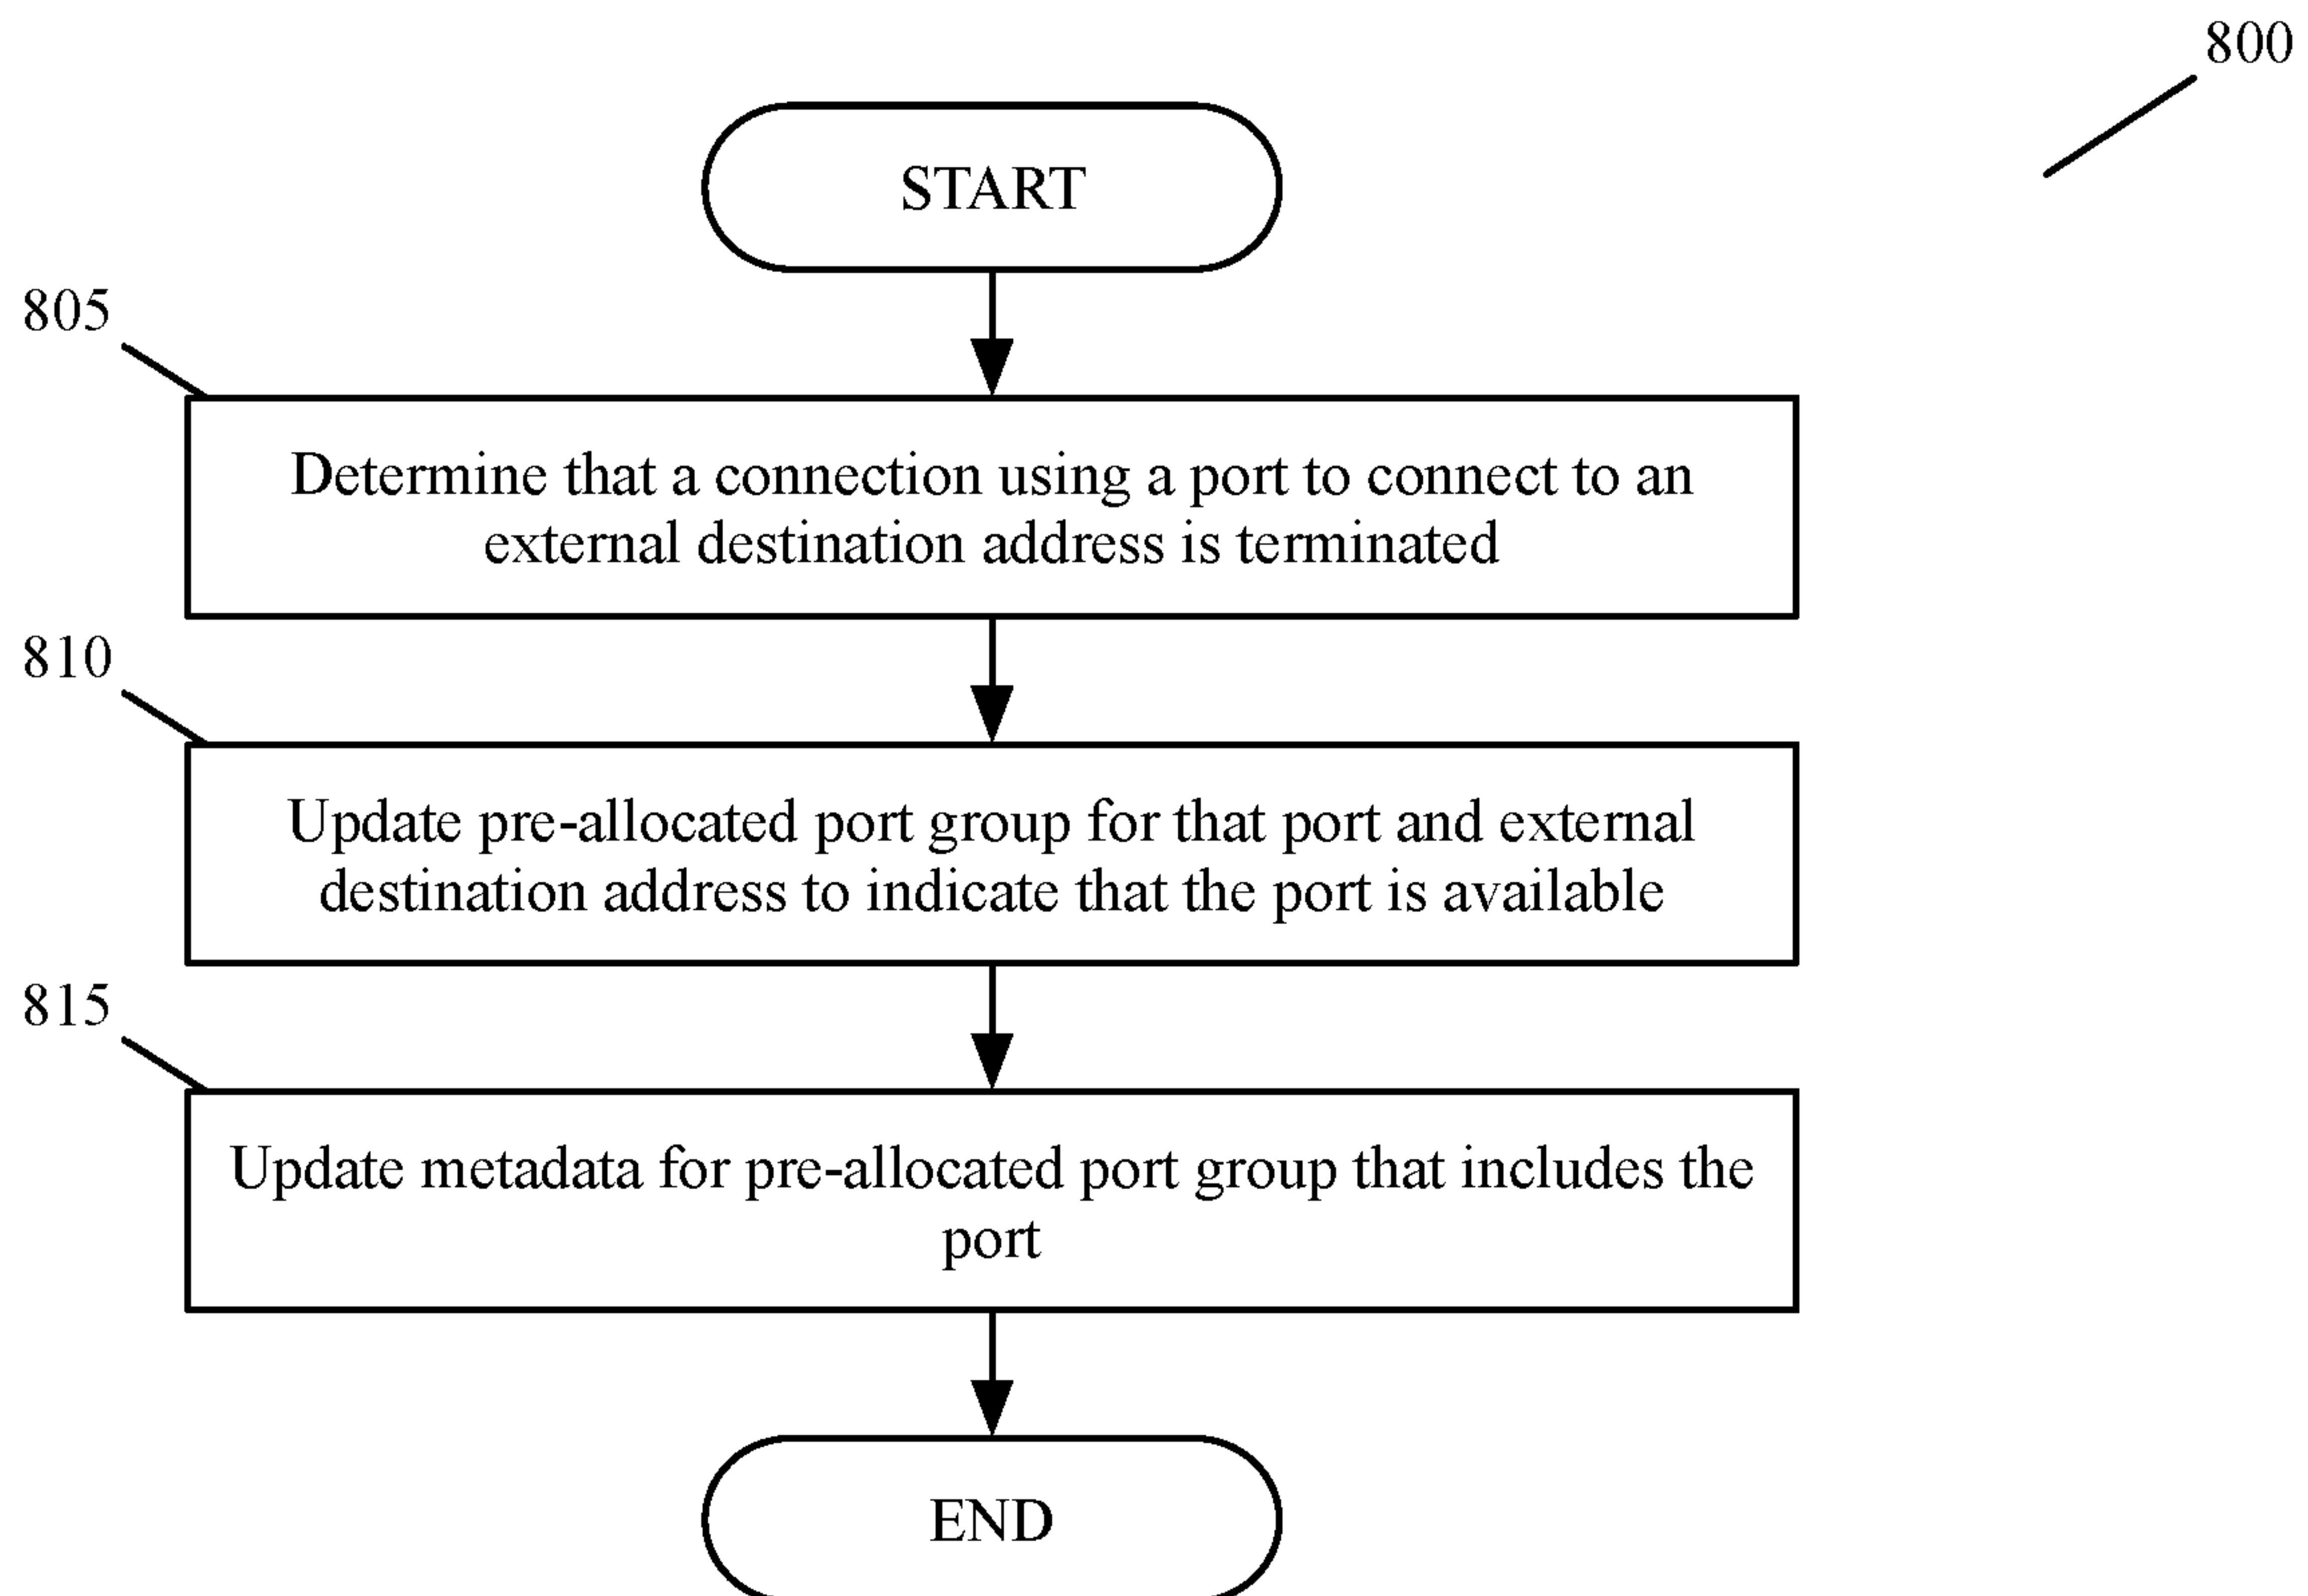 800
START
805
Determine that a connection using a port to connect to an
external destination address is terminated
810
Update pre-allocated port group for that port and external
destination address to indicate that the port is available
815
Update metadata for pre-allocated port group that includes the
port
END